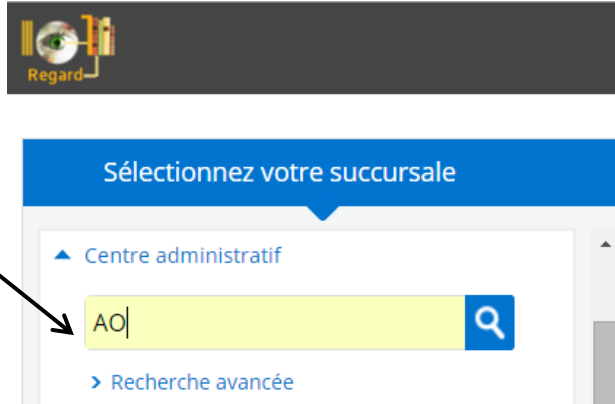 Regard
Sélectionnez votre succursale
Centre administratif
AO
Recherche avancée